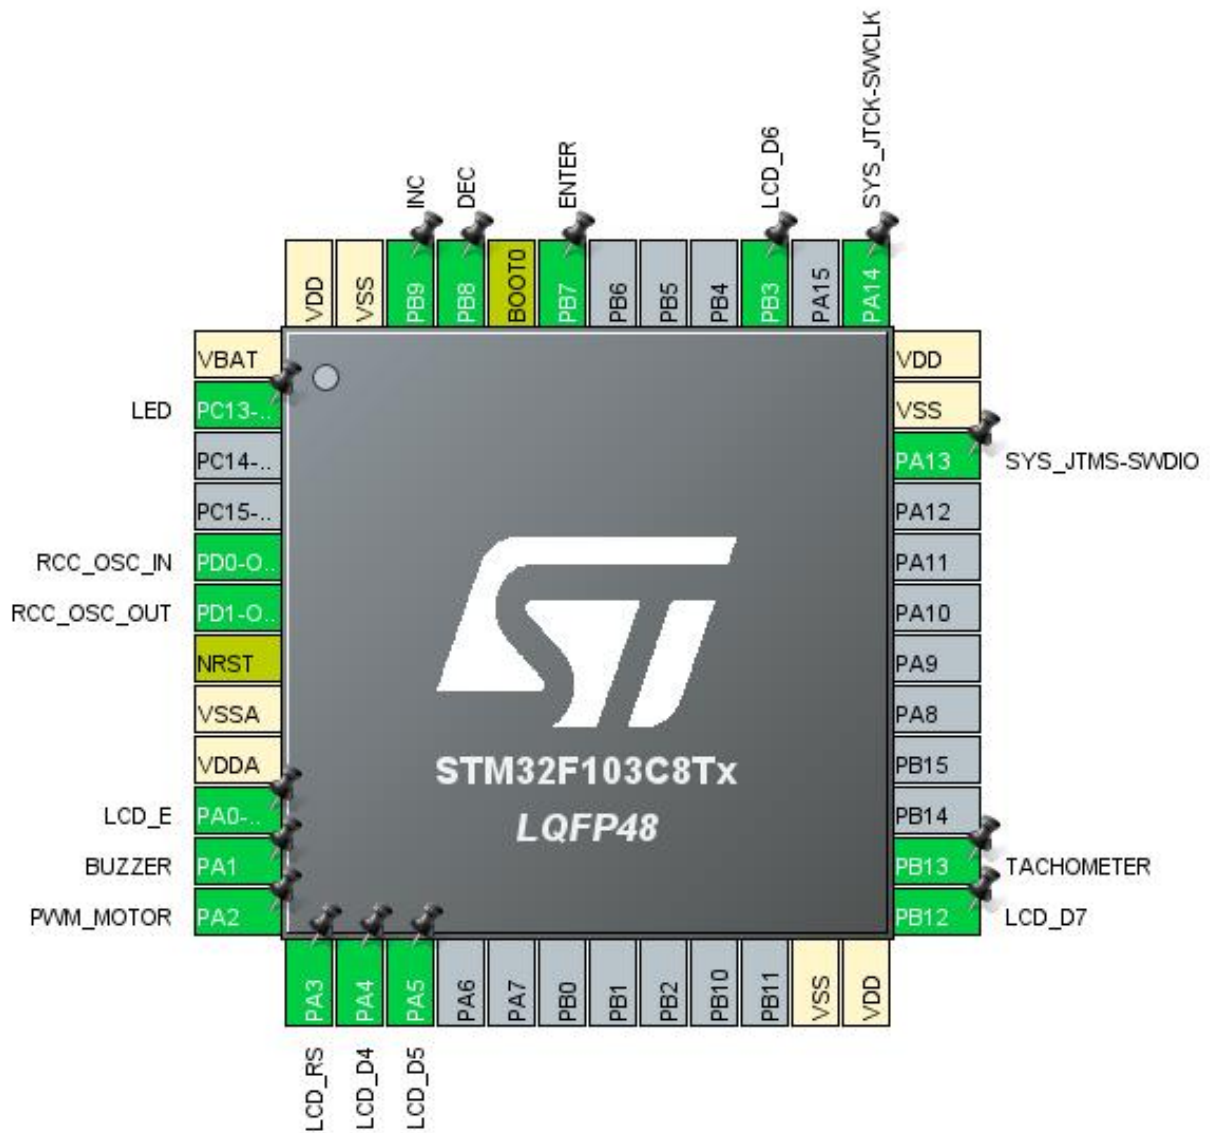 INC
DEC
ENTER
LCD_D6
SYS_JTCK-SWCLK
VDD
VSS
PB9
PB8
BOOT0
PB7
PB6
PB5
PB4
PB3
PA15
PA14
VBAT
LED PC13-..
PC14-..
PC15-..
RCC_OSC_IN PD0-O..
RCC_OSC_OUT PD1-O..
NRST
VSSA
VDDA
LCD_E PA0-..
BUZZER PA1
PWM_MOTOR PA2
ST
STM32F103C8Tx
LQFP48
VDD
VSS
PA13 SYS_JTMS-SWDIO
PA12
PA11
PA10
PA9
PA8
PB15
PB14
PB13 TACHOMETER
PB12 LCD_D7
PA3
PA4
PA5
PA6
PA7
PB0
PB1
PB2
PB10
PB11
VSS
VDD
LCD_RS
LCD_D4
LCD_D5